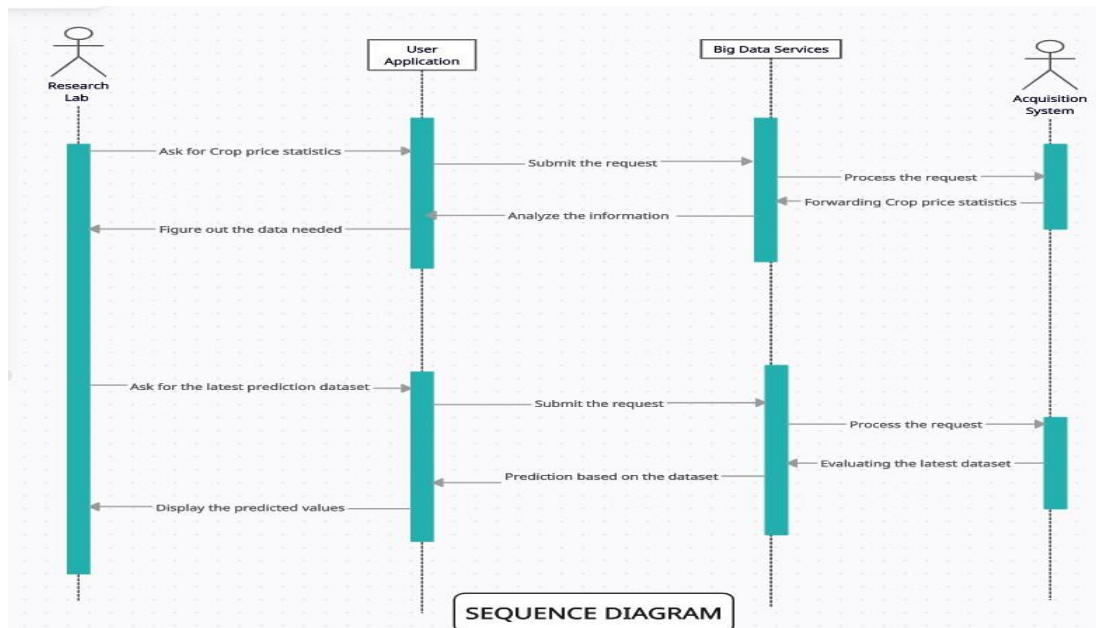 User
Application
Big Data Services
Research
Lab
Acquisition
System
Ask for Crop price statistics
Submit the request
Process the request
Forwarding Crop price statistics
Analyze the information
Figure out the data needed
Ask for the latest prediction dataset
Submit the request
Process the request
Evaluating the latest dataset
Prediction based on the dataset
Display the predicted values
SEQUENCE DIAGRAM